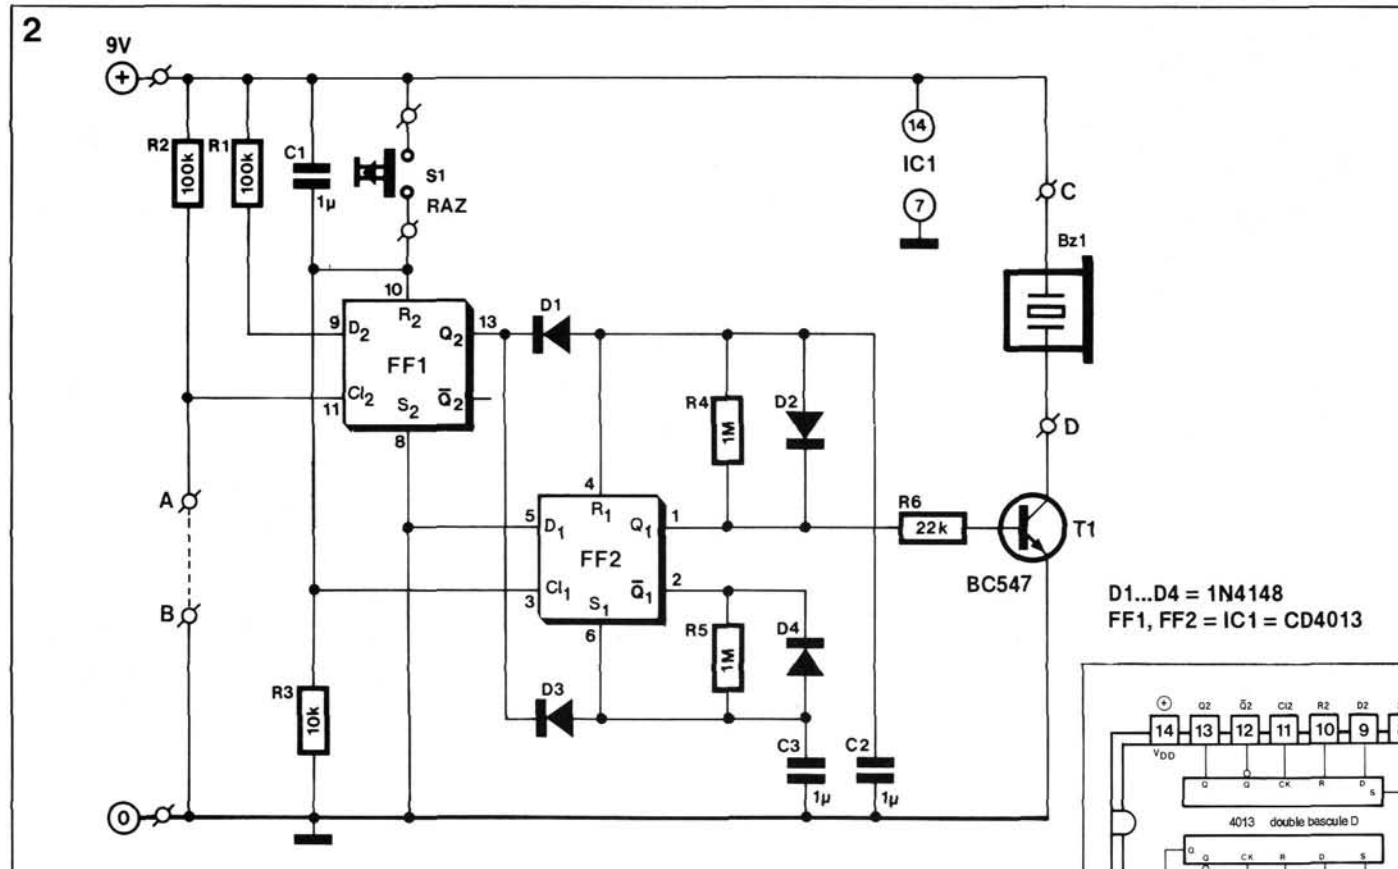 2
9V
+
R2
100k
R1
100k
C1
1µ
S1
RAZ
14
IC1
7
C
Bz1
10
R2
9
D2
Q2
13
FF1
Cl2
11
S2
Q̅2
8
D1
R4
1M
D2
D
A
B
4
R1
5
D1
Q1
1
FF2
Cl1
3
S1
Q̅1
2
6
R6
22k
T1
BC547
R5
1M
D4
D3
R3
10k
C3
1µ
C2
1µ
0
D1...D4 = 1N4148
FF1, FF2 = IC1 = CD4013
+ Q2 Q̅2 Cl2 R2 D2
14 13 12 11 10 9
VDD
Q Q CK R D S
4013 double bascule D
Q Q CK R D S